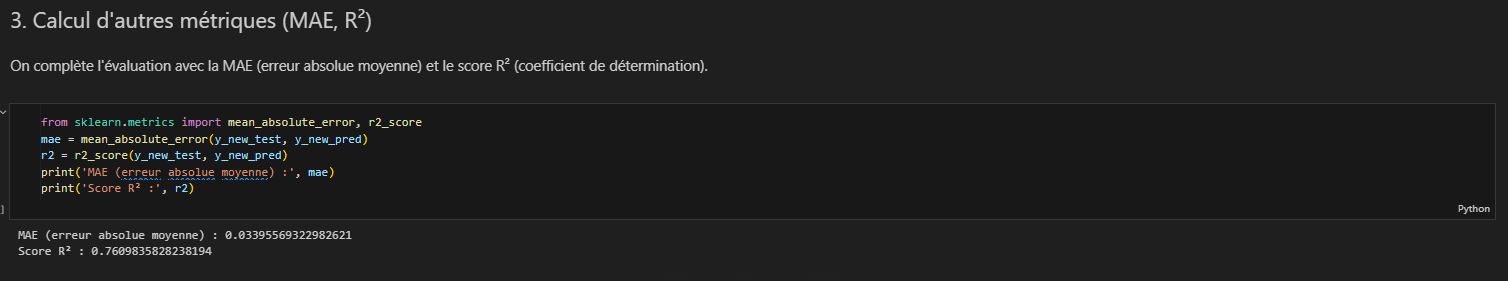 3. Calcul d'autres métriques (MAE, R²)
On complète l'évaluation avec la MAE (erreur absolue moyenne) et le score R² (coefficient de détermination).
from sklearn.metrics import mean_absolute_error, r2_score
mae = mean_absolute_error(y_new_test, y_new_pred)
r2 = r2_score(y_new_test, y_new_pred)
print('MAE (erreur absolue moyenne) :', mae)
print('Score R² :', r2)
]
Python
MAE (erreur absolue moyenne) : 0.03395569322982621
Score R² : 0.7609835828238194